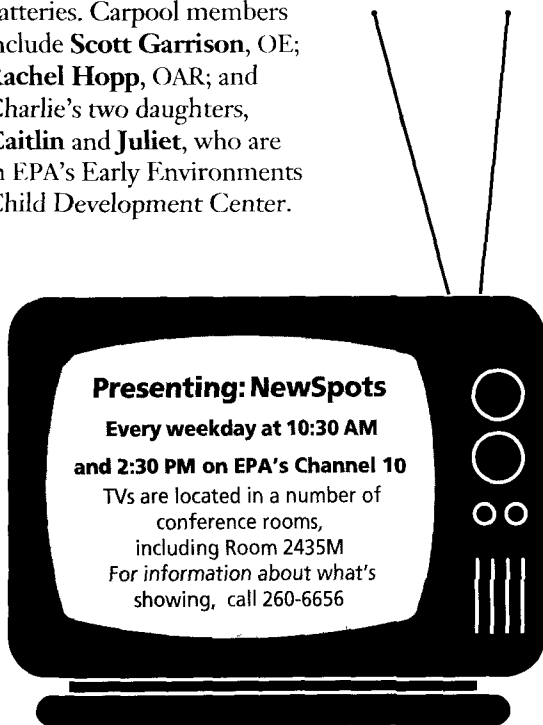 atteries. Carpool members
nclude Scott Garrison, OE;
Rachel Hopp, OAR; and
Charlie's two daughters,
Caitlin and Juliet, who are
n EPA's Early Environments
Child Development Center.
Presenting: NewSpots
Every weekday at 10:30 AM
and 2:30 PM on EPA's Channel 10
TVs are located in a number of
conference rooms,
including Room 2435M
For information about what's
showing, call 260-6656